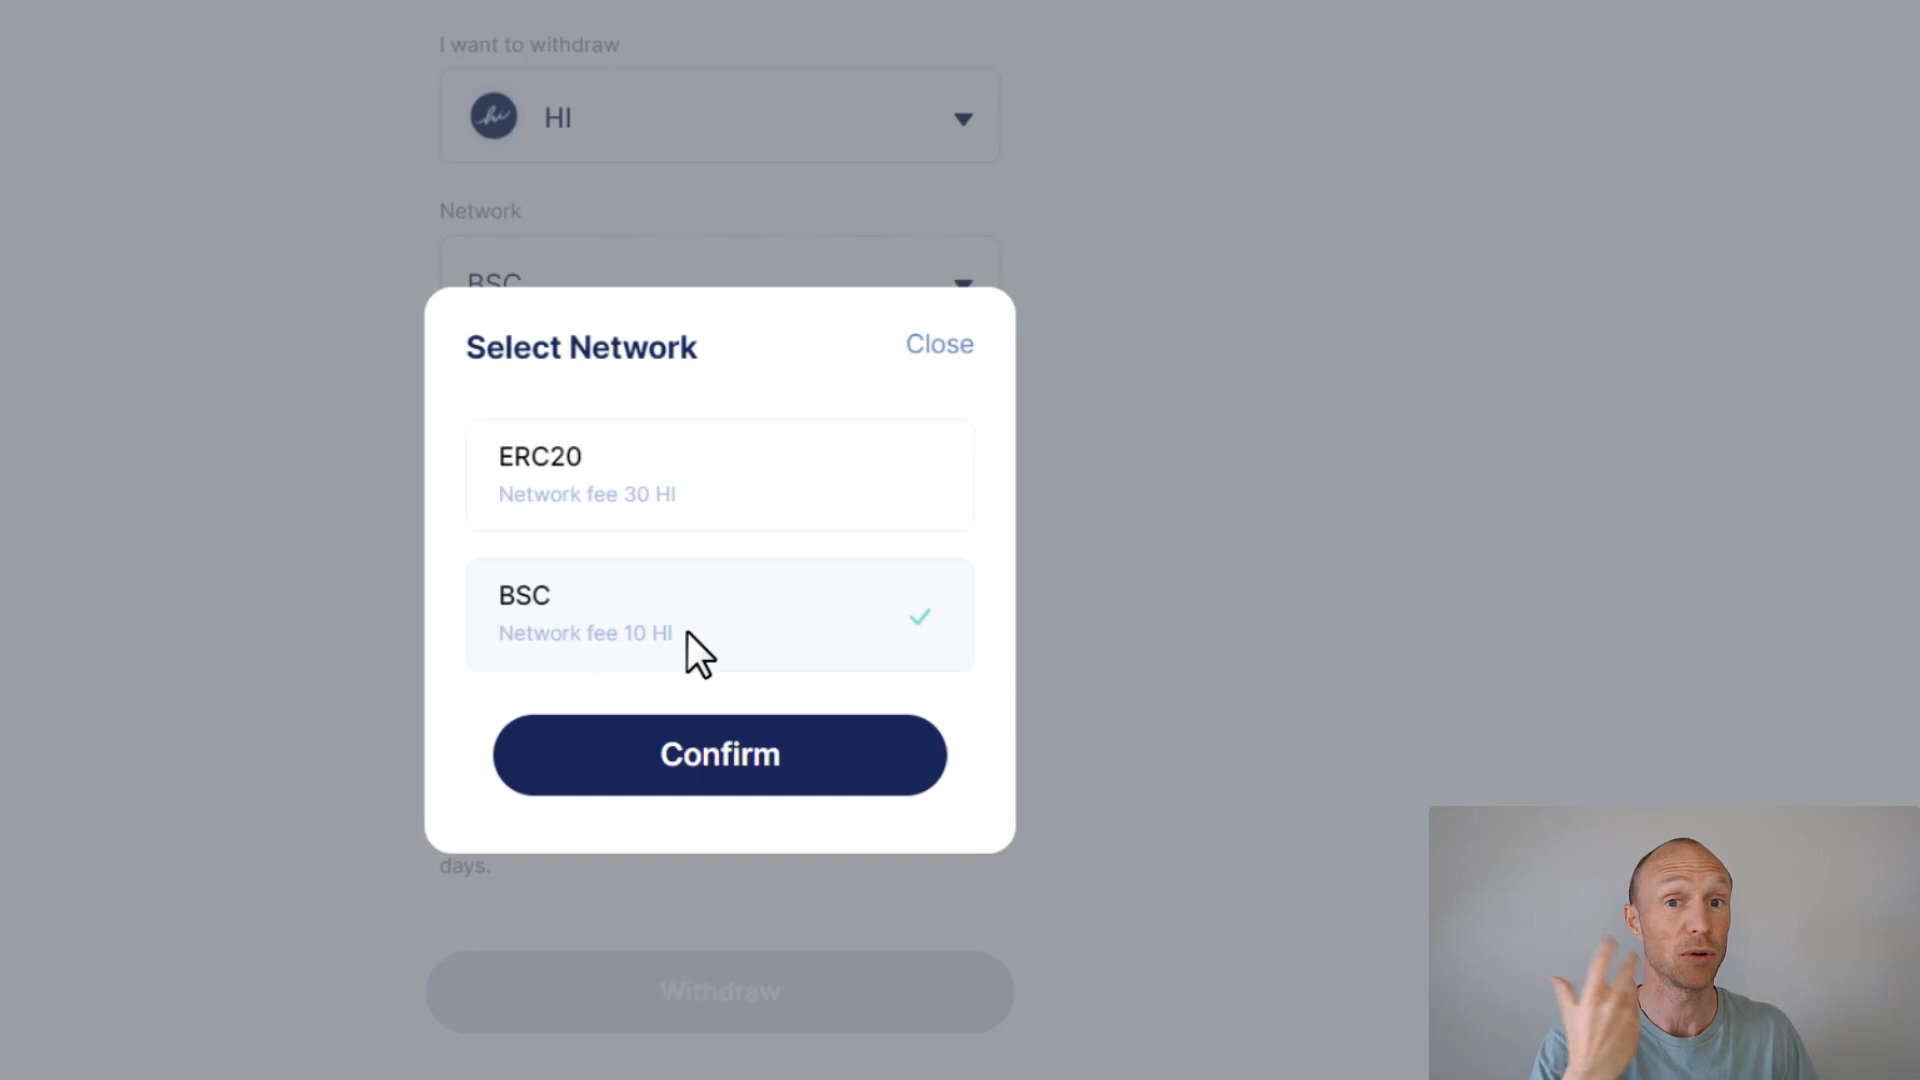 I want to withdraw
hi
HI
Network
BSC
Select Network
Close
ERC20
Network fee 30 HI
BSC
Network fee 10 HI
Confirm
days.
Withdraw